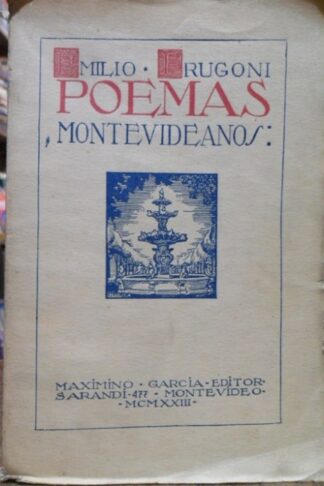 EMILIO · FRUGONI
POEMAS
MONTEVIDEANOS:
MAXIMINO · GARCIA · EDITOR·
SARANDI·477 · MONTEVIDEO·
·MCMXXIII·